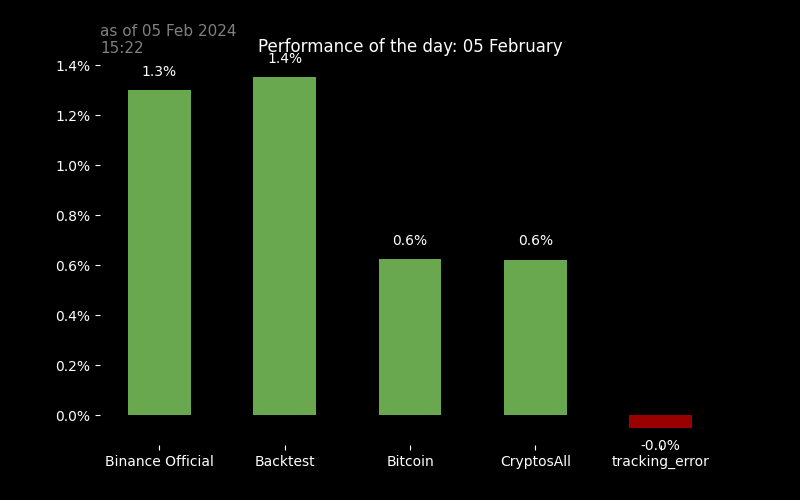 as of 05 Feb 2024
15:22
Performance of the day: 05 February
1.4%
1.2%
1.0%
0.8%
0.6%
0.4%
0.2%
0.0%
1.3%
1.4%
0.6%
0.6%
-0.0%
Binance Official
Backtest
Bitcoin
CryptosAll
tracking_error